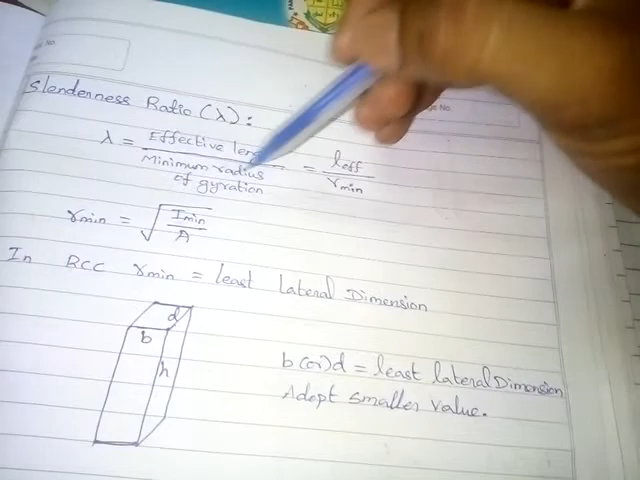 Slenderness Ratio (λ):
λ = Effective / Minimum radius of gyration = leff / rmin
rmin = √(Imin / A)
In RCC rmin = least Lateral Dimension
d
b
h
b (or) d = least lateral Dimension
Adopt smaller value.